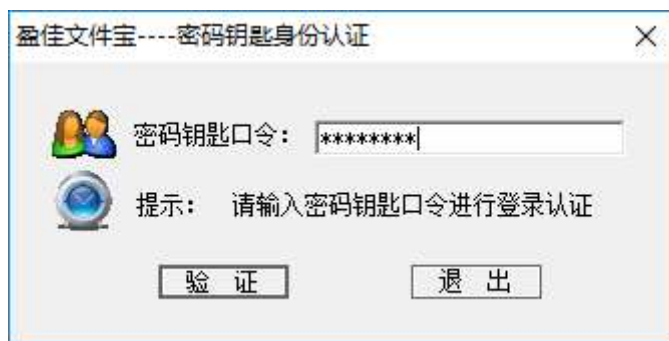 盈佳文件宝----密码钥匙身份认证
密码钥匙口令： ********
提示： 请输入密码钥匙口令进行登录认证
验 证 退 出